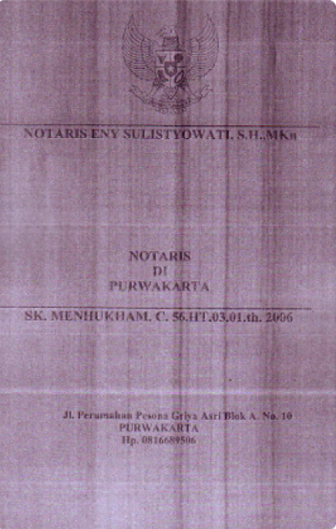 NOTARIS ENY SULISTYOWATI, S.H.,MKn
NOTARIS
DI
PURWAKARTA
SK. MENHUKHAM. C. 56.HT.03.01.th. 2006
Jl. Perumahan Pesona Griya Asri Blok A. No. 10
PURWAKARTA
Hp. 0816689506